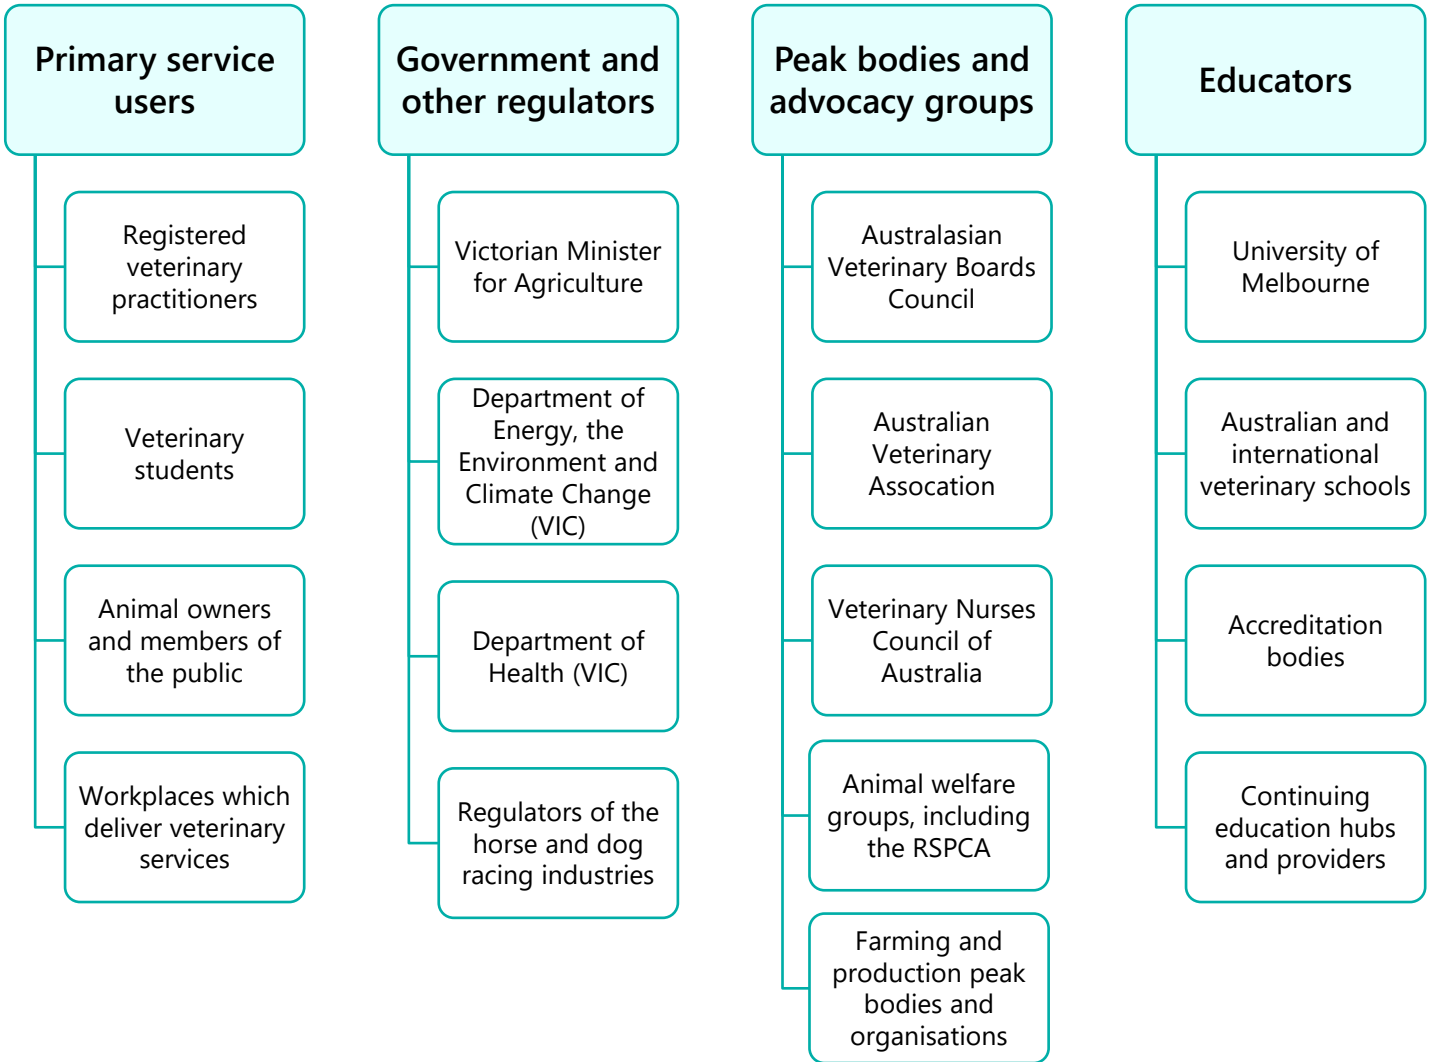 Primary service
users
Registered
veterinary
practitioners
Veterinary
students
Animal owners
and members of
the public
Workplaces which
deliver veterinary
services
Government and
other regulators
Victorian Minister
for Agriculture
Department of
Energy, the
Environment and
Climate Change
(VIC)
Department of
Health (VIC)
Regulators of the
horse and dog
racing industries
Peak bodies and
advocacy groups
Australasian
Veterinary Boards
Council
Australian
Veterinary
Assocation
Veterinary Nurses
Council of
Australia
Animal welfare
groups, including
the RSPCA
Farming and
production peak
bodies and
organisations
Educators
University of
Melbourne
Australian and
international
veterinary schools
Accreditation
bodies
Continuing
education hubs
and providers